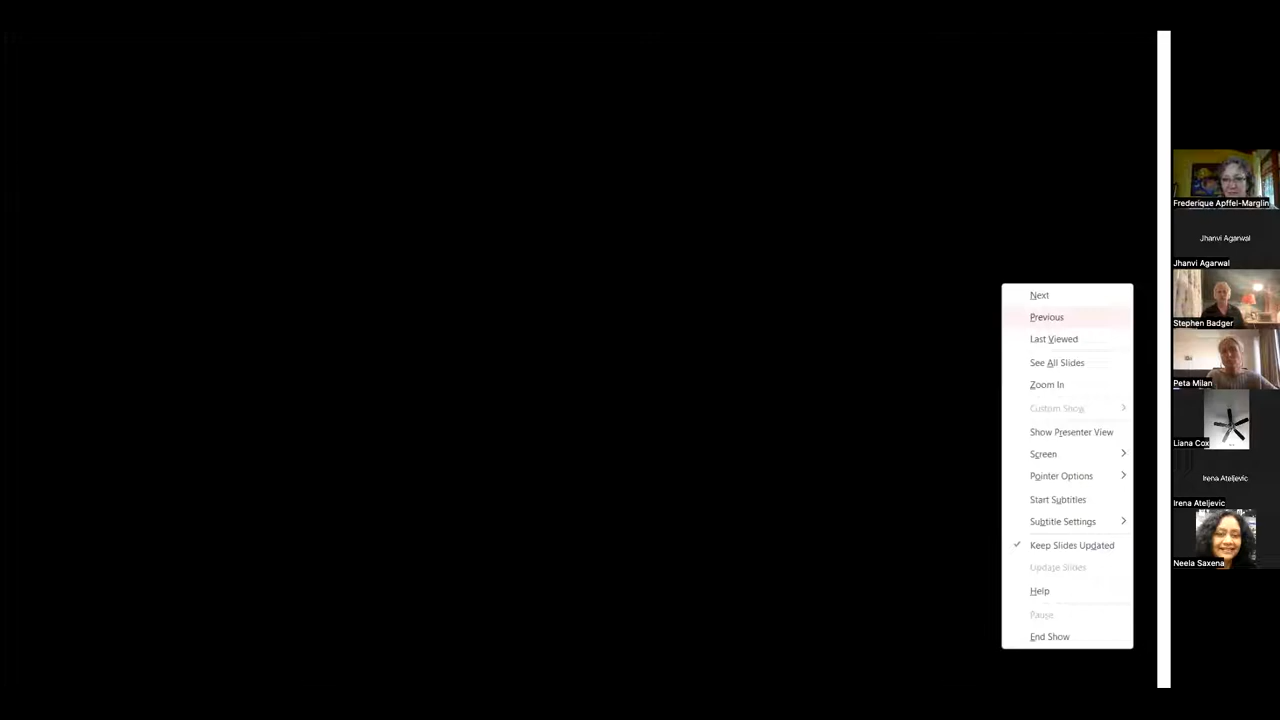 Next
Previous
Last Viewed
See All Slides
Zoom In
Custom Show
Show Presenter View
Screen
Pointer Options
Start Subtitles
Subtitle Settings
Keep Slides Updated
Update Slides
Help
Pause
End Show
Frederique Apffel-Marglin
Jhanvi Agarwal
Jhanvi Agarwal
Stephen Badger
Peta Milan
Liana Cox
Irena Ateljevic
Irena Ateljevic
Neela Saxena